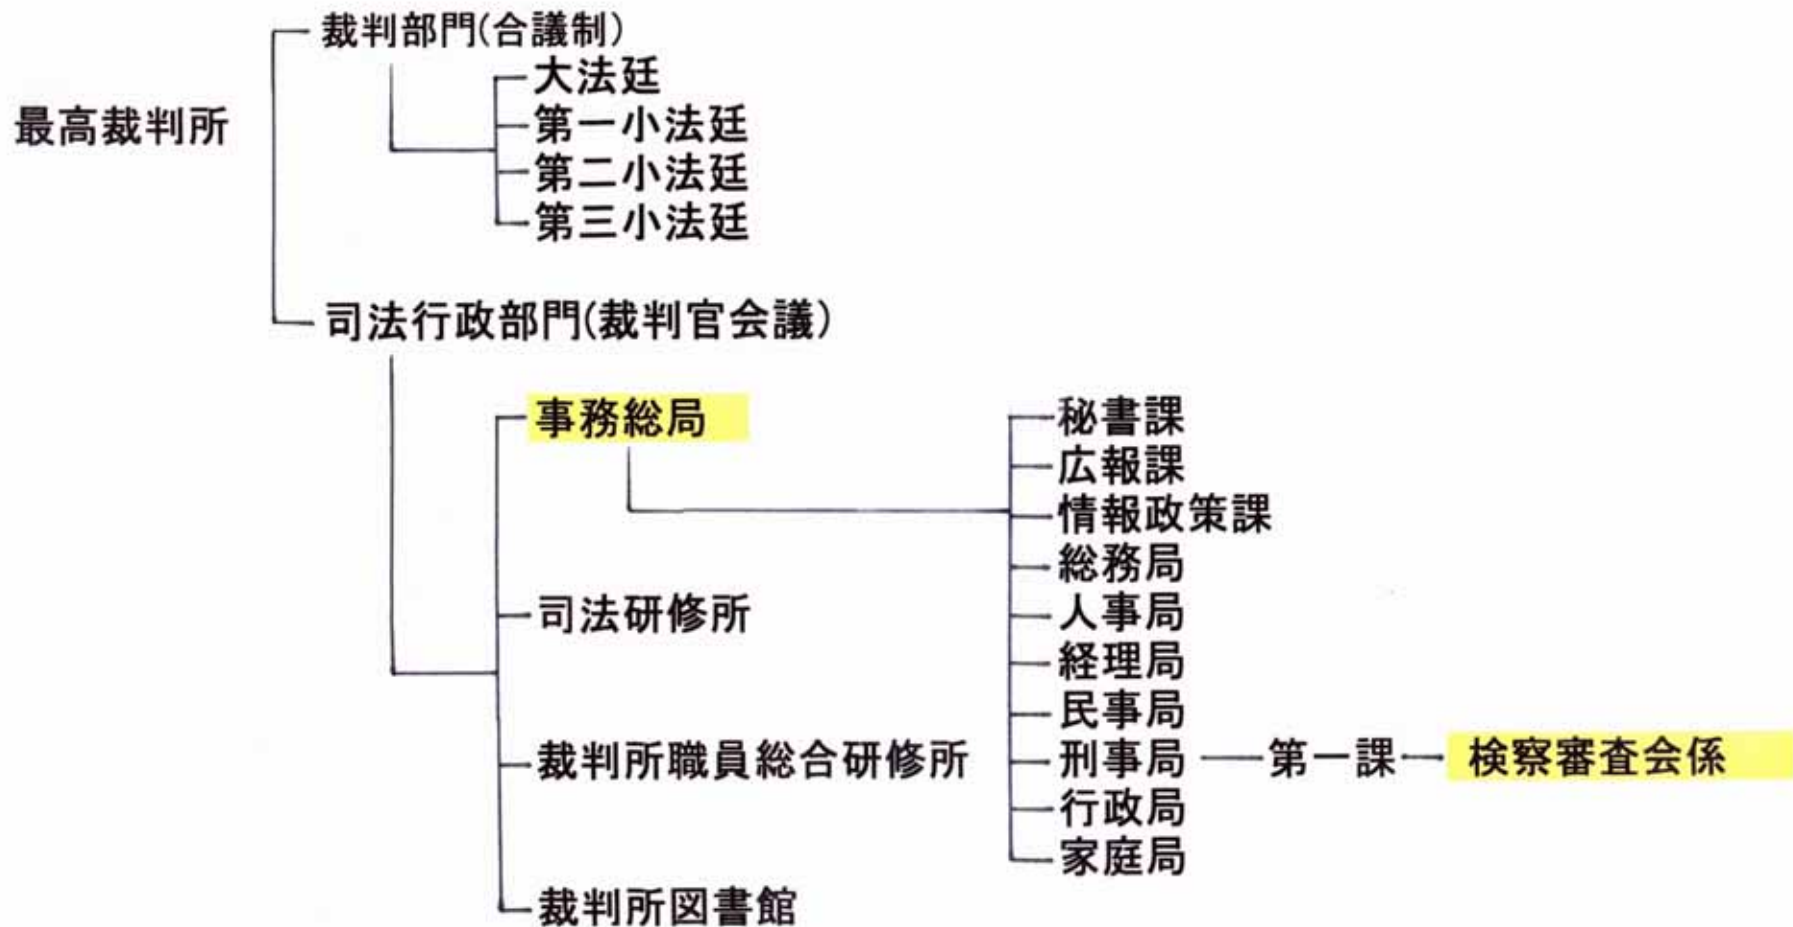 裁判部門(合議制)
大法廷
最高裁判所
第一小法廷
第二小法廷
第三小法廷
司法行政部門(裁判官会議)
事務総局
秘書課
広報課
情報政策課
総務局
司法研修所
人事局
経理局
民事局
裁判所職員総合研修所
刑事局
第一課
検察審査会係
行政局
家庭局
裁判所図書館